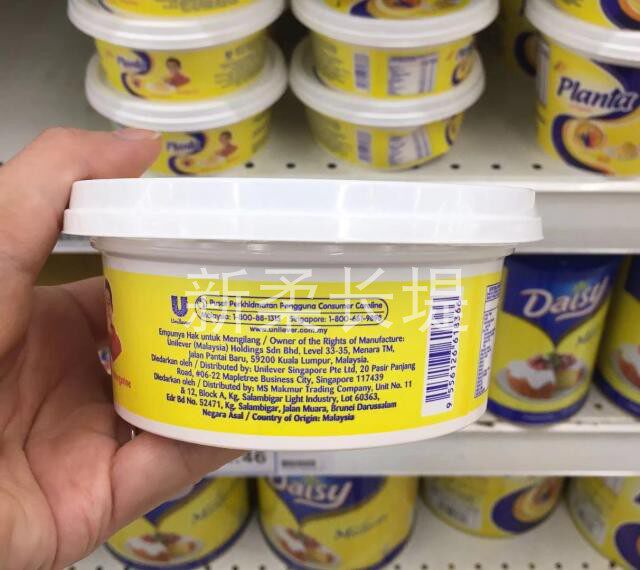 Planta
Planta
Planta
Daisy
U
Unilever
Pusat Perkhidmatan Pengguna Consumer Careline
Malaysia: 1-800-88-1315 Singapore: 1-800-
www.unilever.com.my
新柔长堤
Empunya Hak untuk Mengilang / Owner of the Rights of Manufacture:
Unilever (Malaysia) Holdings Sdn Bhd, Level 33-35, Menara TM,
Jalan Pantai Baru, 59200 Kuala Lumpur, Malaysia.
Diedarkan oleh / Distributed by: Unilever Singapore Pte Ltd, 20 Pasir Panjang
Road, #06-22 Mapletree Business City, Singapore 117439
Diedarkan oleh / Distributed by: MS Makmur Trading Company, Unit No. 11
& 12, Block A, Kg. Salambigar Light Industry, Lot 60363,
Edr Bd No. 52471, Kg. Salambigar, Jalan Muara, Brunei Darussalam
Negara Asal / Country of Origin: Malaysia
Daisy